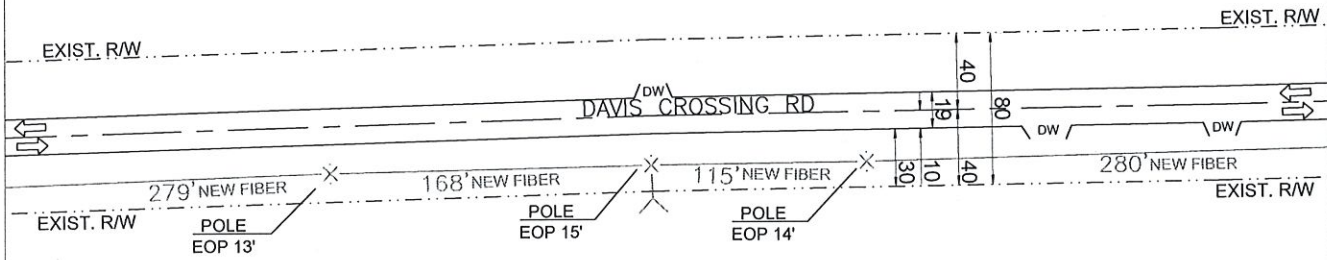 EXIST. R/W
EXIST. R/W
DW
DAVIS CROSSING RD
40
19
80
DW
DW
30
10
40
279' NEW FIBER
168' NEW FIBER
115' NEW FIBER
280' NEW FIBER
EXIST. R/W
EXIST. R/W
POLE
EOP 13'
POLE
EOP 15'
POLE
EOP 14'